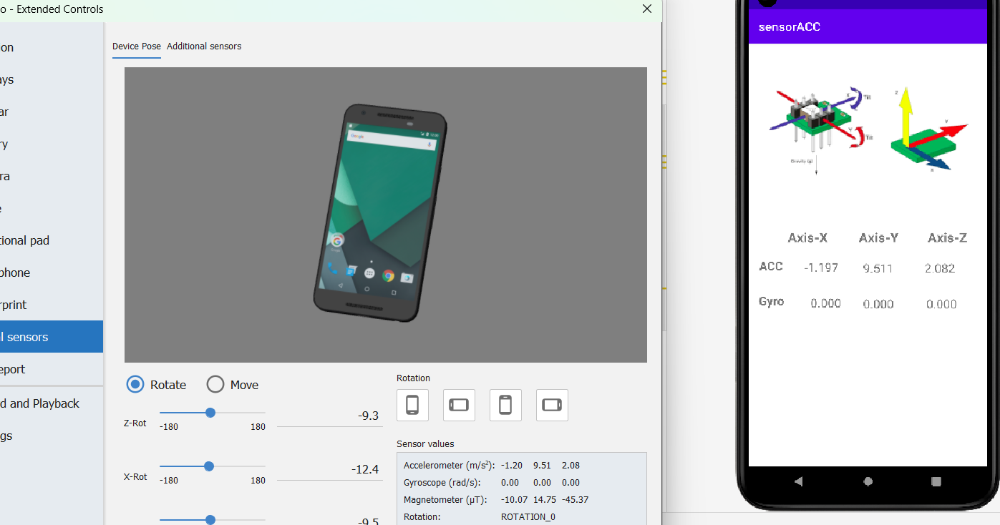 o - Extended Controls
on
ays
ar
ry
ra
e
tional pad
phone
rprint
l sensors
eport
d and Playback
gs
Device Pose Additional sensors
Google
Rotate Move
Z-Rot -180 180 -9.3
X-Rot -180 180 -12.4
-9.5
Rotation
Sensor values
Accelerometer (m/s²): -1.20 9.51 2.08
Gyroscope (rad/s): 0.00 0.00 0.00
Magnetometer (µT): -10.07 14.75 -45.37
Rotation: ROTATION_0
sensorACC
X Tilt
Y Tilt
Gravity (g)
Z
Y
X
Axis-X Axis-Y Axis-Z
ACC -1.197 9.511 2.082
Gyro 0.000 0.000 0.000